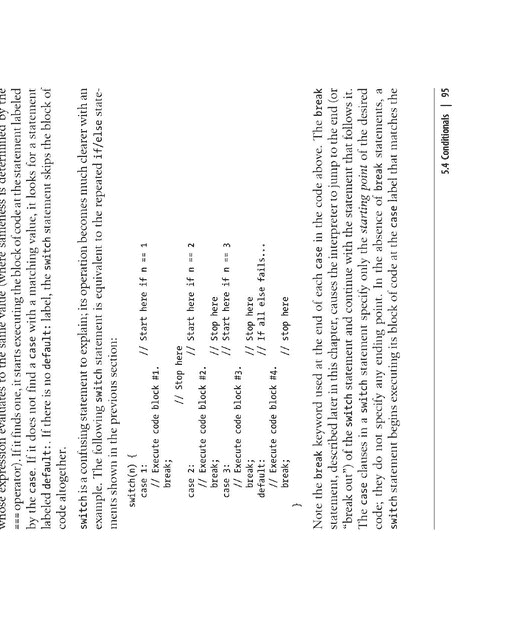 whose expression evaluates to the same value (where sameness is determined by the
=== operator). If it finds one, it starts executing the block of code at the statement labeled
by the case. If it does not find a case with a matching value, it looks for a statement
labeled default:. If there is no default: label, the switch statement skips the block of
code altogether.
switch is a confusing statement to explain; its operation becomes much clearer with an
example. The following switch statement is equivalent to the repeated if/else state-
ments shown in the previous section:
switch(n) {
case 1: // Start here if n == 1
// Execute code block #1.
break;
// Stop here
case 2: // Start here if n == 2
// Execute code block #2.
break; // Stop here
case 3: // Start here if n == 3
// Execute code block #3.
break; // Stop here
default: // If all else fails...
// Execute code block #4.
break; // stop here
}
Note the break keyword used at the end of each case in the code above. The break
statement, described later in this chapter, causes the interpreter to jump to the end (or
“break out”) of the switch statement and continue with the statement that follows it.
The case clauses in a switch statement specify only the starting point of the desired
code; they do not specify any ending point. In the absence of break statements, a
switch statement begins executing its block of code at the case label that matches the
5.4 Conditionals | 95